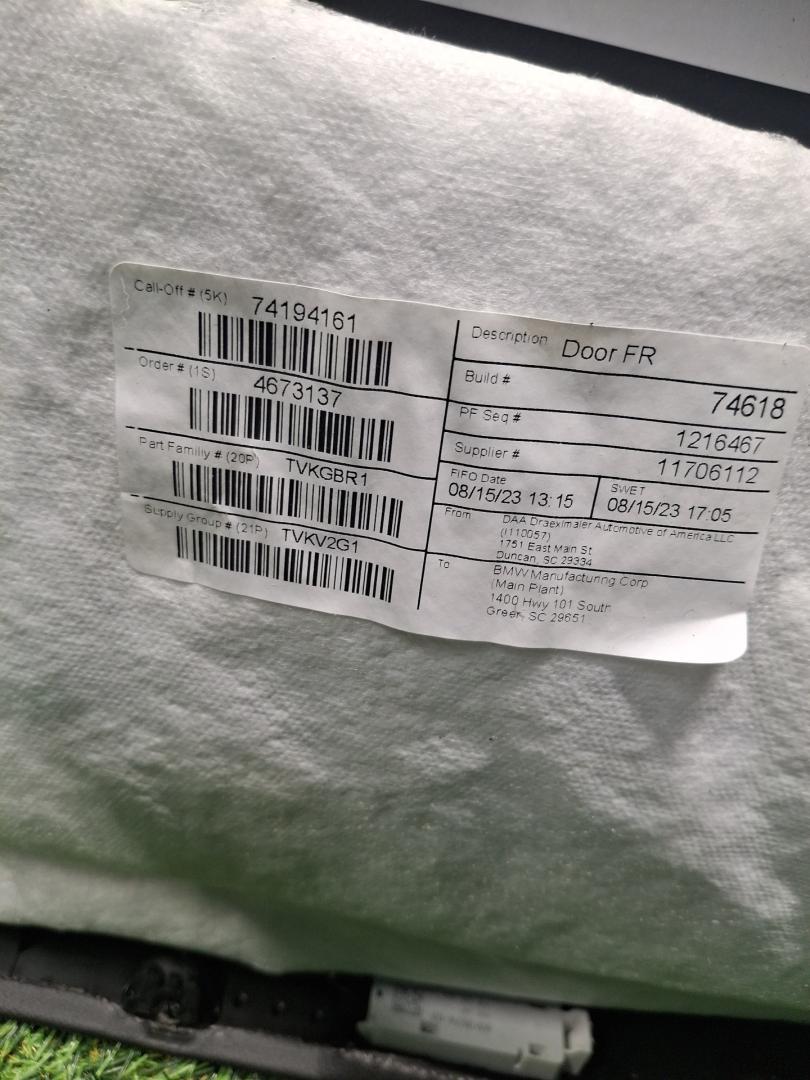 Call-Off # (5K) 74194161
Order # (1S) 4673137
Part Family # (20P) TVKGBR1
Supply Group # (21P) TVKV2G1
Description Door FR
Build # 74618
PF Seq # 1216467
Supplier # 11706112
FIFO Date
08/15/23 13:15
SWET
08/15/23 17:05
From DAA Draexlmaier Automotive of America LLC
(I110057)
1751 East Main St
Duncan, SC 29334
To BMW Manufacturing Corp
(Main Plant)
1400 Hwy 101 South
Greer, SC 29651